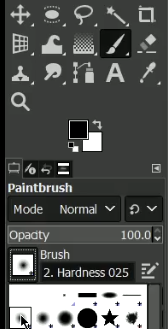 A
Paintbrush
Mode Normal
Opacity 100.0
Brush
2. Hardness 025